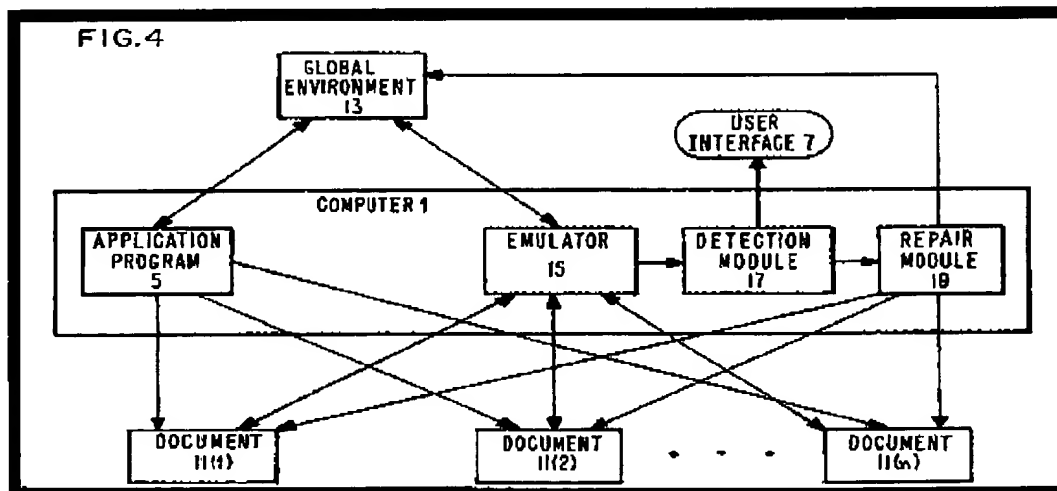 FIG.4
GLOBAL
ENVIRONMENT
13
USER
INTERFACE 7
COMPUTER 1
APPLICATION
PROGRAM
5
EMULATOR
15
DETECTION
MODULE
17
REPAIR
MODULE
19
DOCUMENT
11(1)
DOCUMENT
11(2)
. . .
DOCUMENT
11(n)